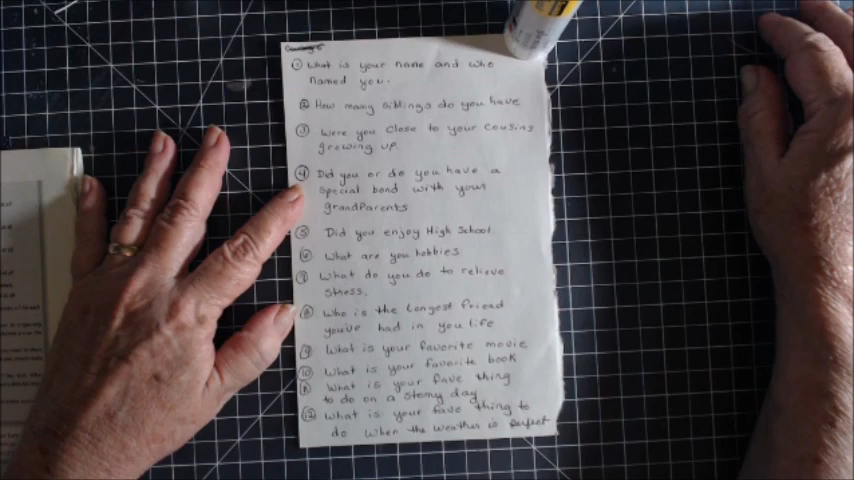 ① What is your name and who
named you.
② How many siblings do you have
③ Were you close to your cousins
growing up.
④ Did you or do you have a
special bond with your
grandParents
⑤ Did you enjoy High School.
⑥ What are you hobbies
⑦ What do you do to relieve
stress.
⑧ Who is the longest friend
you've had in you life
⑨ What is your favorite movie
⑩ What is your favorite book
⑪ What is your fave thing
to do on a stormy day
⑫ What is your fave thing to
do when the weather is perfect